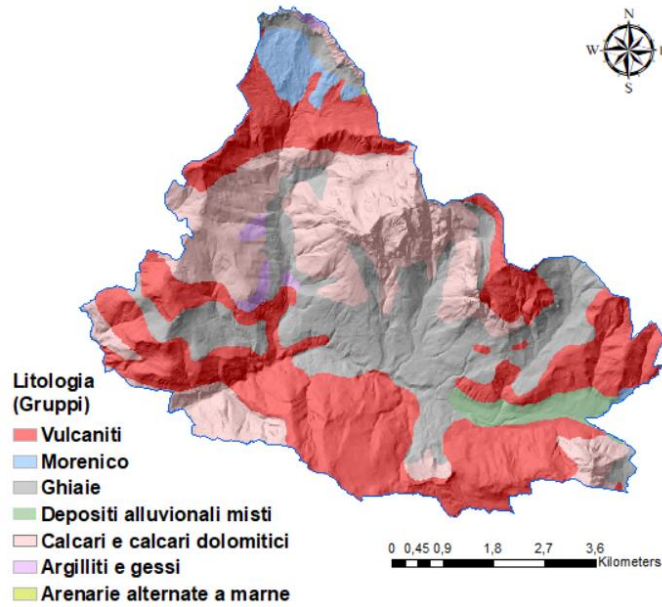 N
W
E
S
Litologia
(Gruppi)
Vulcaniti
Morenico
Ghiaie
Depositi alluvionali misti
Calcari e calcari dolomitici
Argilliti e gessi
Arenarie alternate a marne
0 0,45 0,9 1,8 2,7 3,6
Kilometers